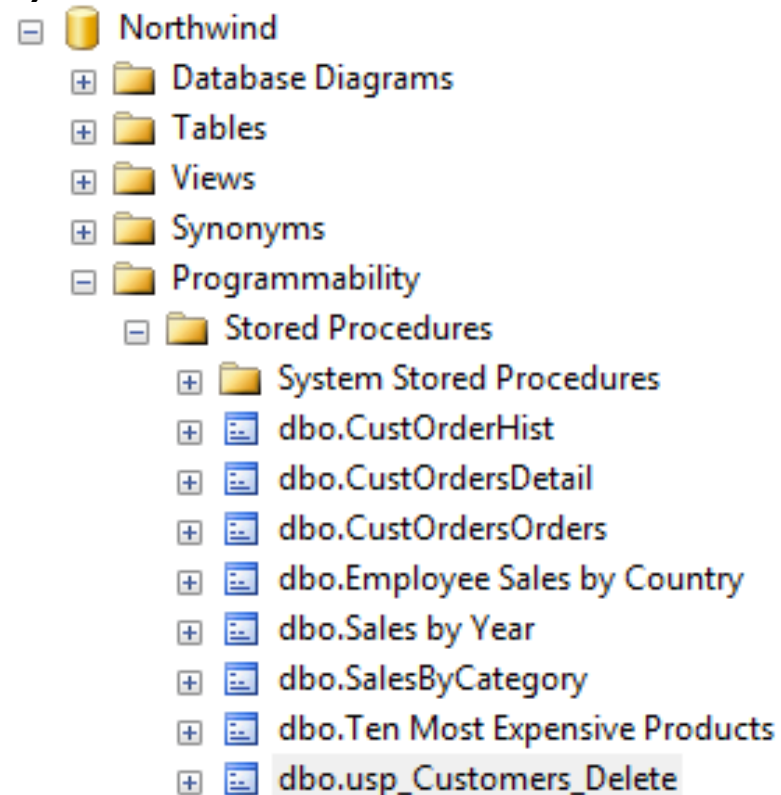 Northwind
Database Diagrams
Tables
Views
Synonyms
Programmability
Stored Procedures
System Stored Procedures
dbo.CustOrderHist
dbo.CustOrdersDetail
dbo.CustOrdersOrders
dbo.Employee Sales by Country
dbo.Sales by Year
dbo.SalesByCategory
dbo.Ten Most Expensive Products
dbo.usp_Customers_Delete